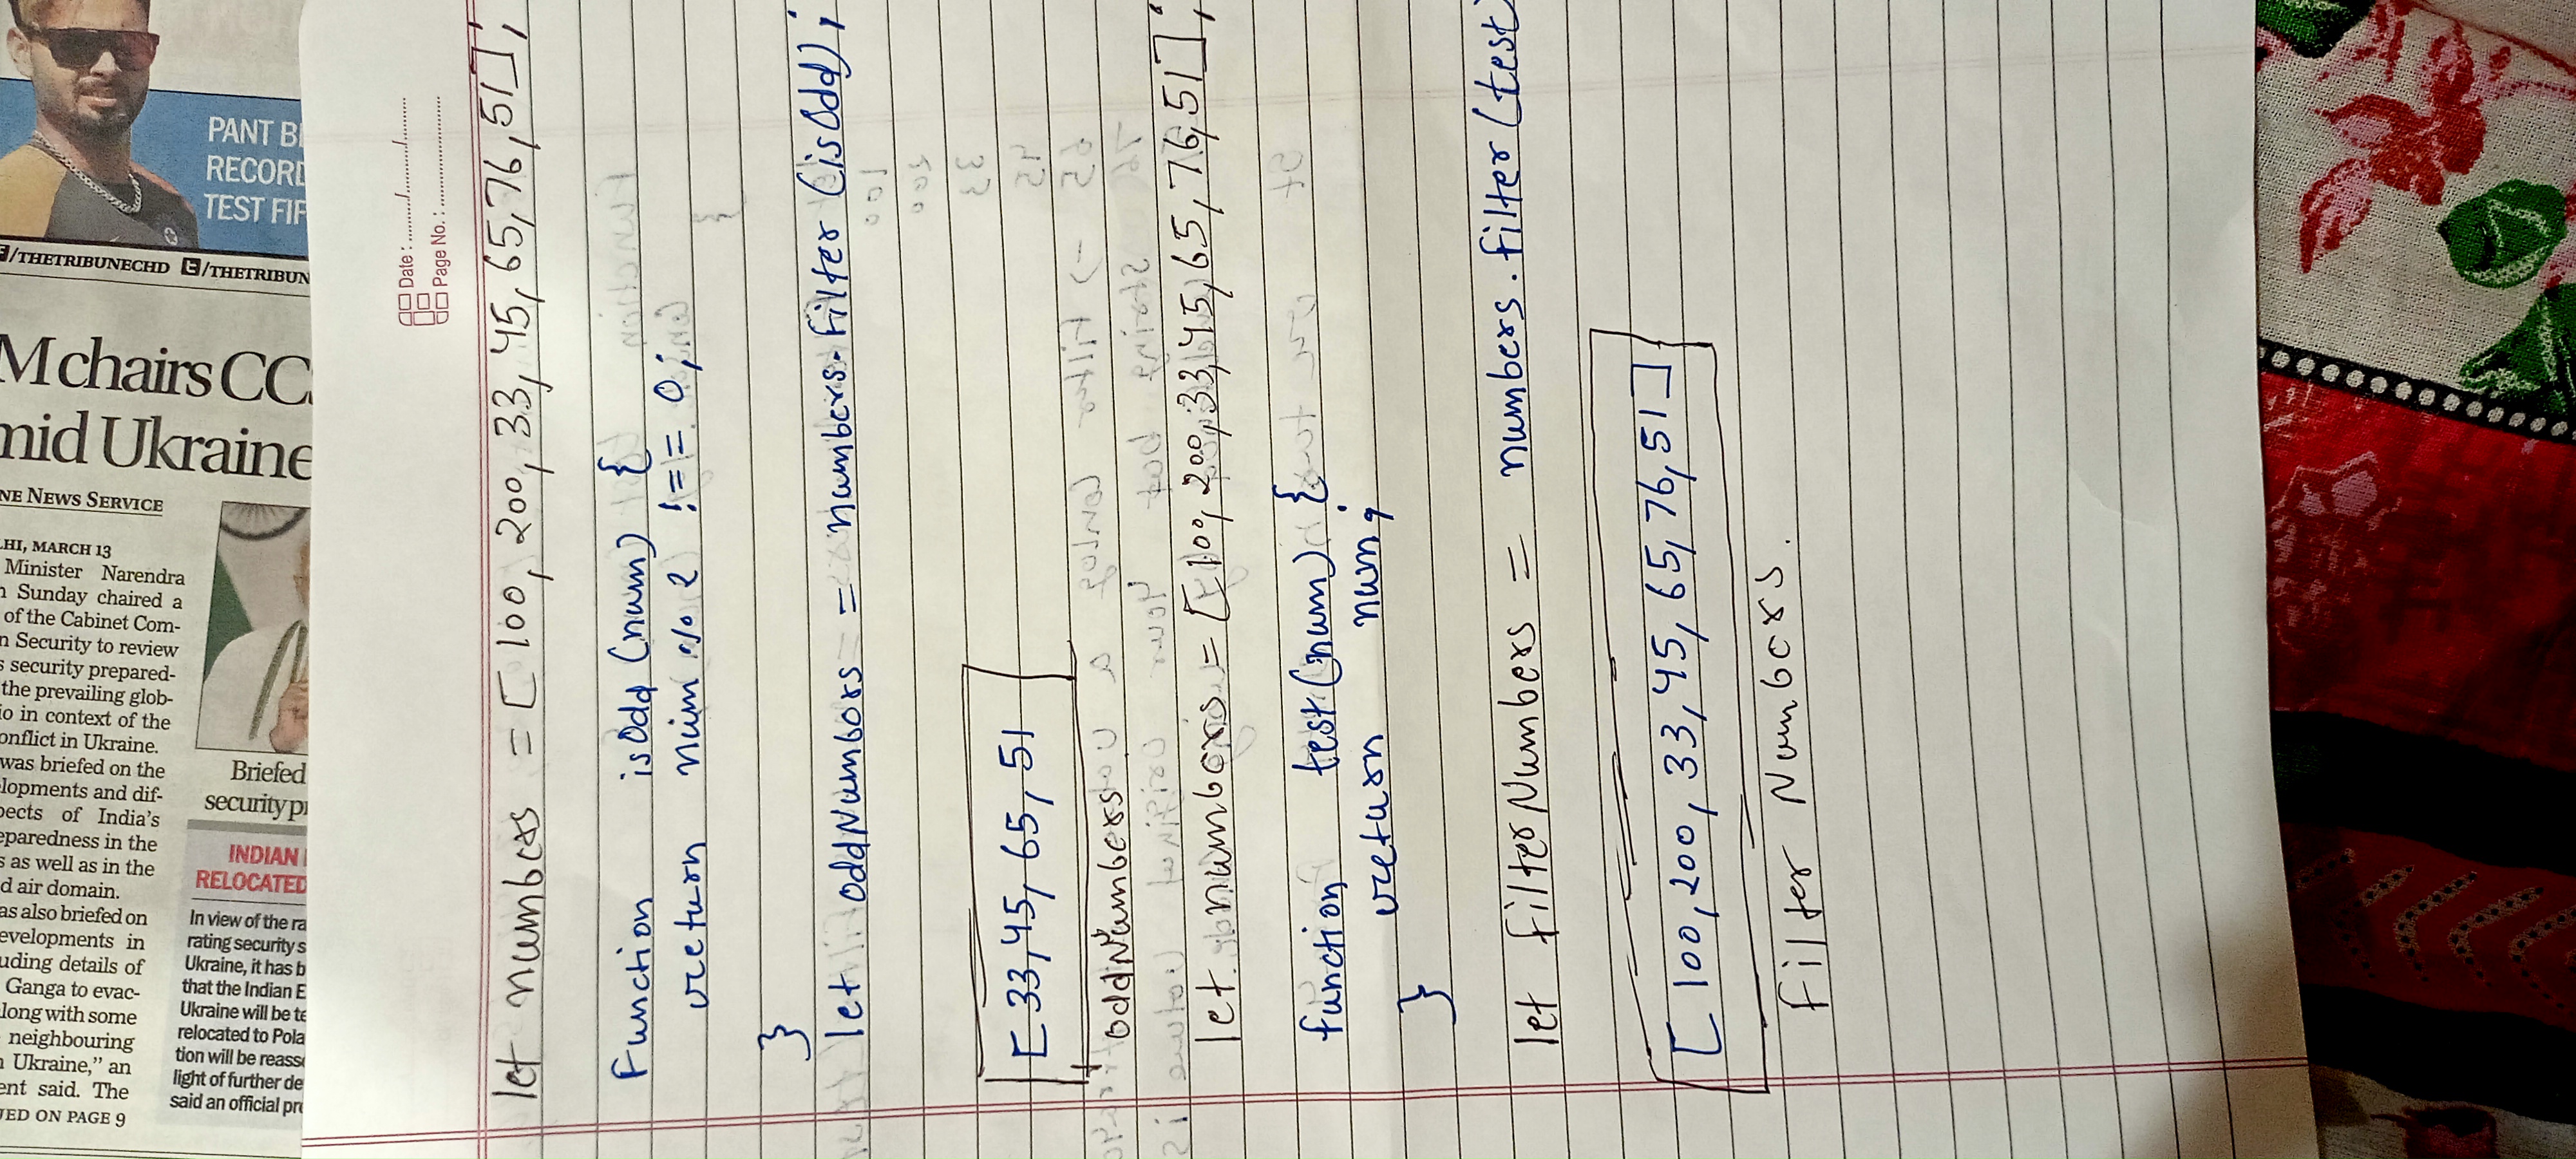 MchairsCC
mid Ukraine
NE NEWS SERVICE
HI, MARCH 13
Minister Narendra
n Sunday chaired a
of the Cabinet Com-
n Security to review
s security prepared-
the prevailing glob-
io in context of the
onflict in Ukraine.
was briefed on the
lopments and dif-
pects of India's
eparedness in the
s as well as in the
d air domain.
as also briefed on
evelopments in
uding details of
Ganga to evac-
long with some
neighbouring
n Ukraine," an
ent said. The
UED ON PAGE 9
Briefed
security pr
INDIAN
RELOCATED
In view of the ra
rating security s
Ukraine, it has b
that the Indian E
Ukraine will be te
relocated to Pola
tion will be reass
light of further de
said an official pre
/THETRIBUNECHD /THETRIBUN
PANT B
RECORD
TEST FIF
Date : ........../.........../..........
Page No. : .........................
let numbers = [ 100, 200, 33, 45, 65, 76, 51];
Function isOdd (num) {
return num % 2 !== 0;
}
let oddNumbers = numbers.filter (isOdd);
[ 33, 45, 65, 51
oddNumbers
let numbers = [100, 200, 33, 45, 65, 76, 51];
function test (num) {
return num;
}
let filterNumbers = numbers.filter (test)
[ 100, 200, 33, 45, 65, 76, 51 ]
filter Numbers.